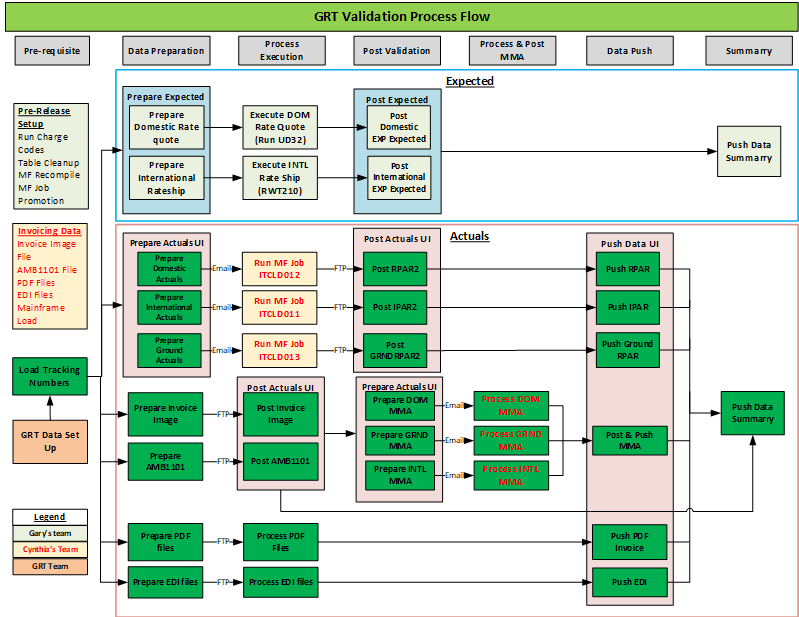 GRT Validation Process Flow
Pre-requisite
Data Preparation
Process
Execution
Post Validation
Process & Post
MMA
Data Push
Summarry
Expected
Pre-Release
Setup
Run Charge
Codes
Table Cleanup
MF Recompile
MF Job
Promotion
Prepare Expected
Prepare
Domestic Rate
quote
Execute DOM
Rate Quote
(Run UD32)
Post Expected
Post
Domestic
EXP Expected
Prepare
International
Rateship
Execute INTL
Rate Ship
(RWT210)
Post
International
EXP Expected
Push Data
Summarry
Invoicing Data
Invoice Image
File
AMB1101 File
PDF Files
EDI Files
Mainframe
Load
Actuals
Prepare Actuals UI
Prepare
Domestic
Actuals
Email
Run MF Job
ITCLD012
FTP
Post Actuals UI
Post RPAR2
Push Data UI
Push RPAR
Prepare
International
Actuals
Email
Run MF Job
ITCLD011
FTP
Post IPAR2
Push IPAR
Prepare
Ground
Actuals
Email
Run MF Job
ITCLD013
FTP
Post
GRNDRPAR2
Push Ground
RPAR
Load Tracking
Numbers
GRT Data Set
Up
Prepare Invoice
Image
FTP
Post Actuals UI
Post Invoice
Image
Prepare Actuals UI
Prepare DOM
MMA
Email
Process DOM
MMA
Prepare GRND
MMA
Email
Process GRND
MMA
Post & Push
MMA
Push Data
Summarry
Prepare
AMB1101
FTP
Post AMB1101
Prepare INTL
MMA
Email
Process INTL
MMA
Legend
Gary's team
Cynthia's Team
GRT Team
Prepare PDF
files
FTP
Process PDF
Files
Push PDF
Invoice
Prepare EDI files
FTP
Process EDI files
Push EDI